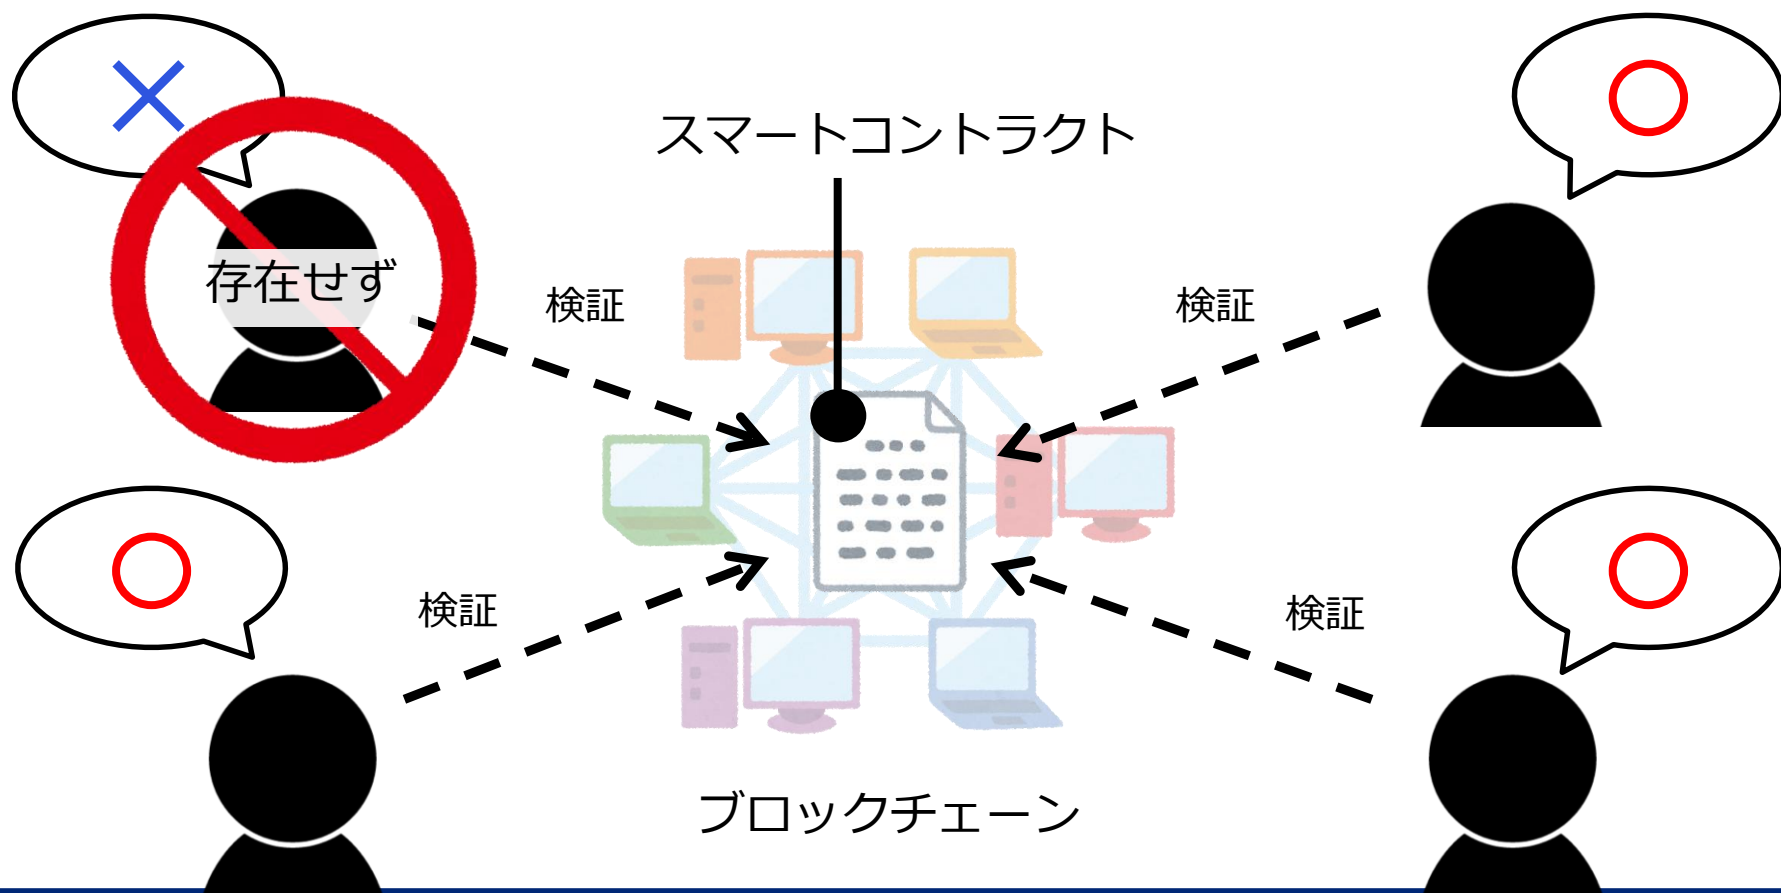 スマートコントラクト
存在せず
検証
検証
検証
検証
ブロックチェーン